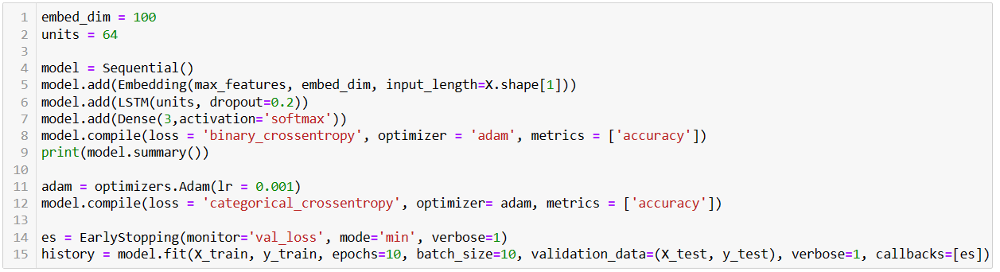 1 embed_dim = 100
2 units = 64
3
4 model = Sequential()
5 model.add(Embedding(max_features, embed_dim, input_length=X.shape[1]))
6 model.add(LSTM(units, dropout=0.2))
7 model.add(Dense(3,activation='softmax'))
8 model.compile(loss = 'binary_crossentropy', optimizer = 'adam', metrics = ['accuracy'])
9 print(model.summary())
10
11 adam = optimizers.Adam(lr = 0.001)
12 model.compile(loss = 'categorical_crossentropy', optimizer= adam, metrics = ['accuracy'])
13
14 es = EarlyStopping(monitor='val_loss', mode='min', verbose=1)
15 history = model.fit(X_train, y_train, epochs=10, batch_size=10, validation_data=(X_test, y_test), verbose=1, callbacks=[es])